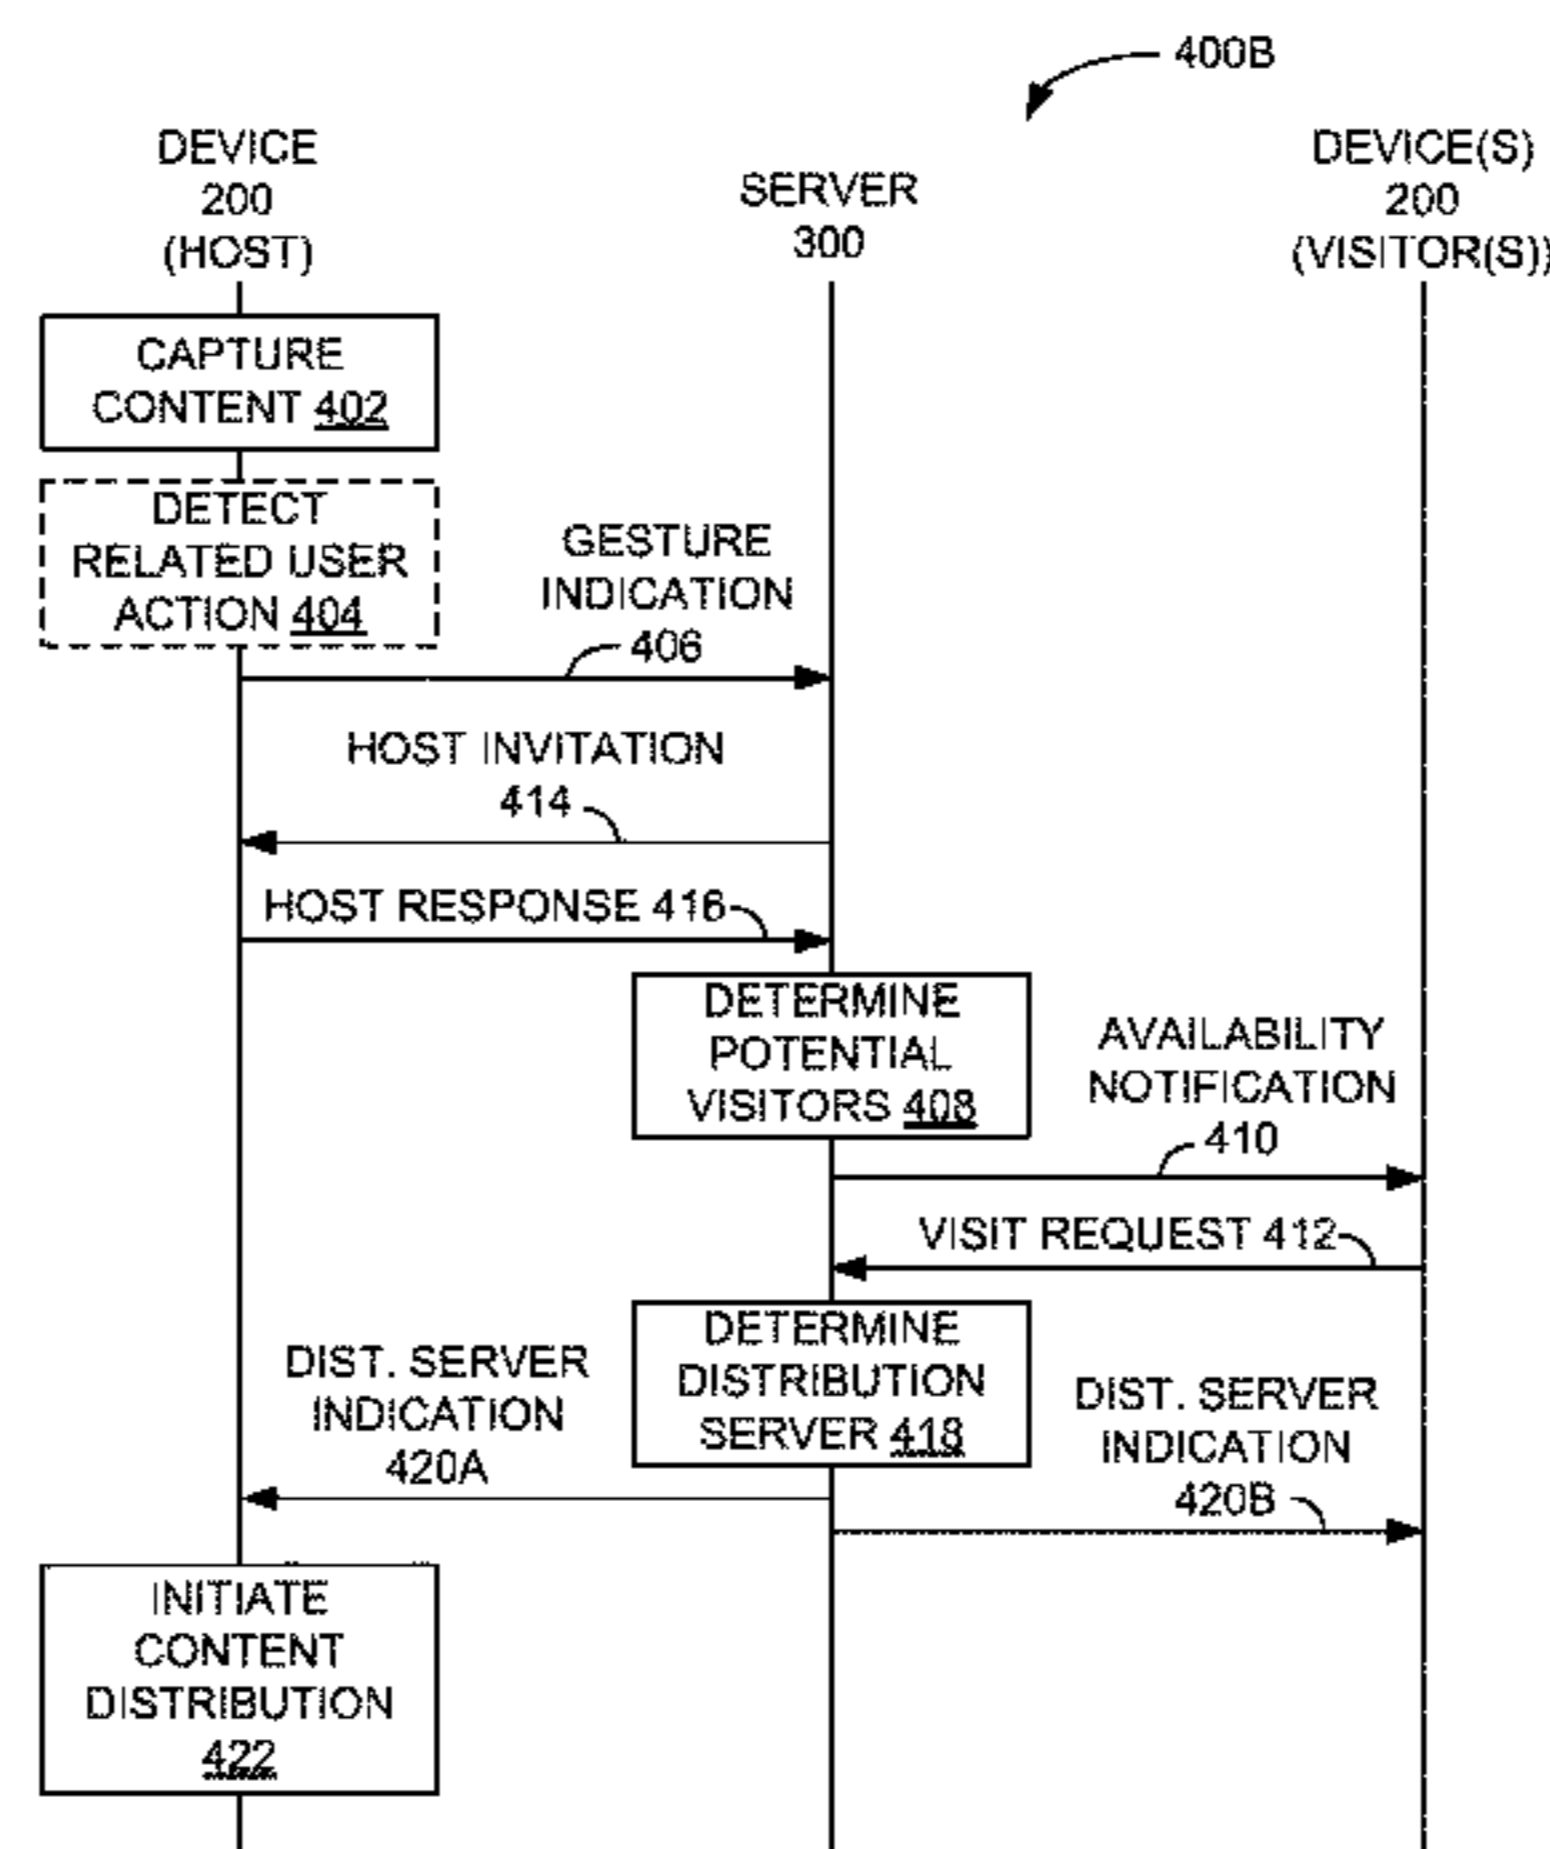 400B
DEVICE
200
(HOST)
SERVER
300
DEVICE(S)
200
(VISITOR(S))
CAPTURE
CONTENT 402
DETECT
RELATED USER
ACTION 404
GESTURE
INDICATION
406
HOST INVITATION
414
HOST RESPONSE 416
DETERMINE
POTENTIAL
VISITORS 408
AVAILABILITY
NOTIFICATION
410
VISIT REQUEST 412
DETERMINE
DISTRIBUTION
SERVER 418
DIST. SERVER
INDICATION
420A
DIST. SERVER
INDICATION
420B
INITIATE
CONTENT
DISTRIBUTION
422